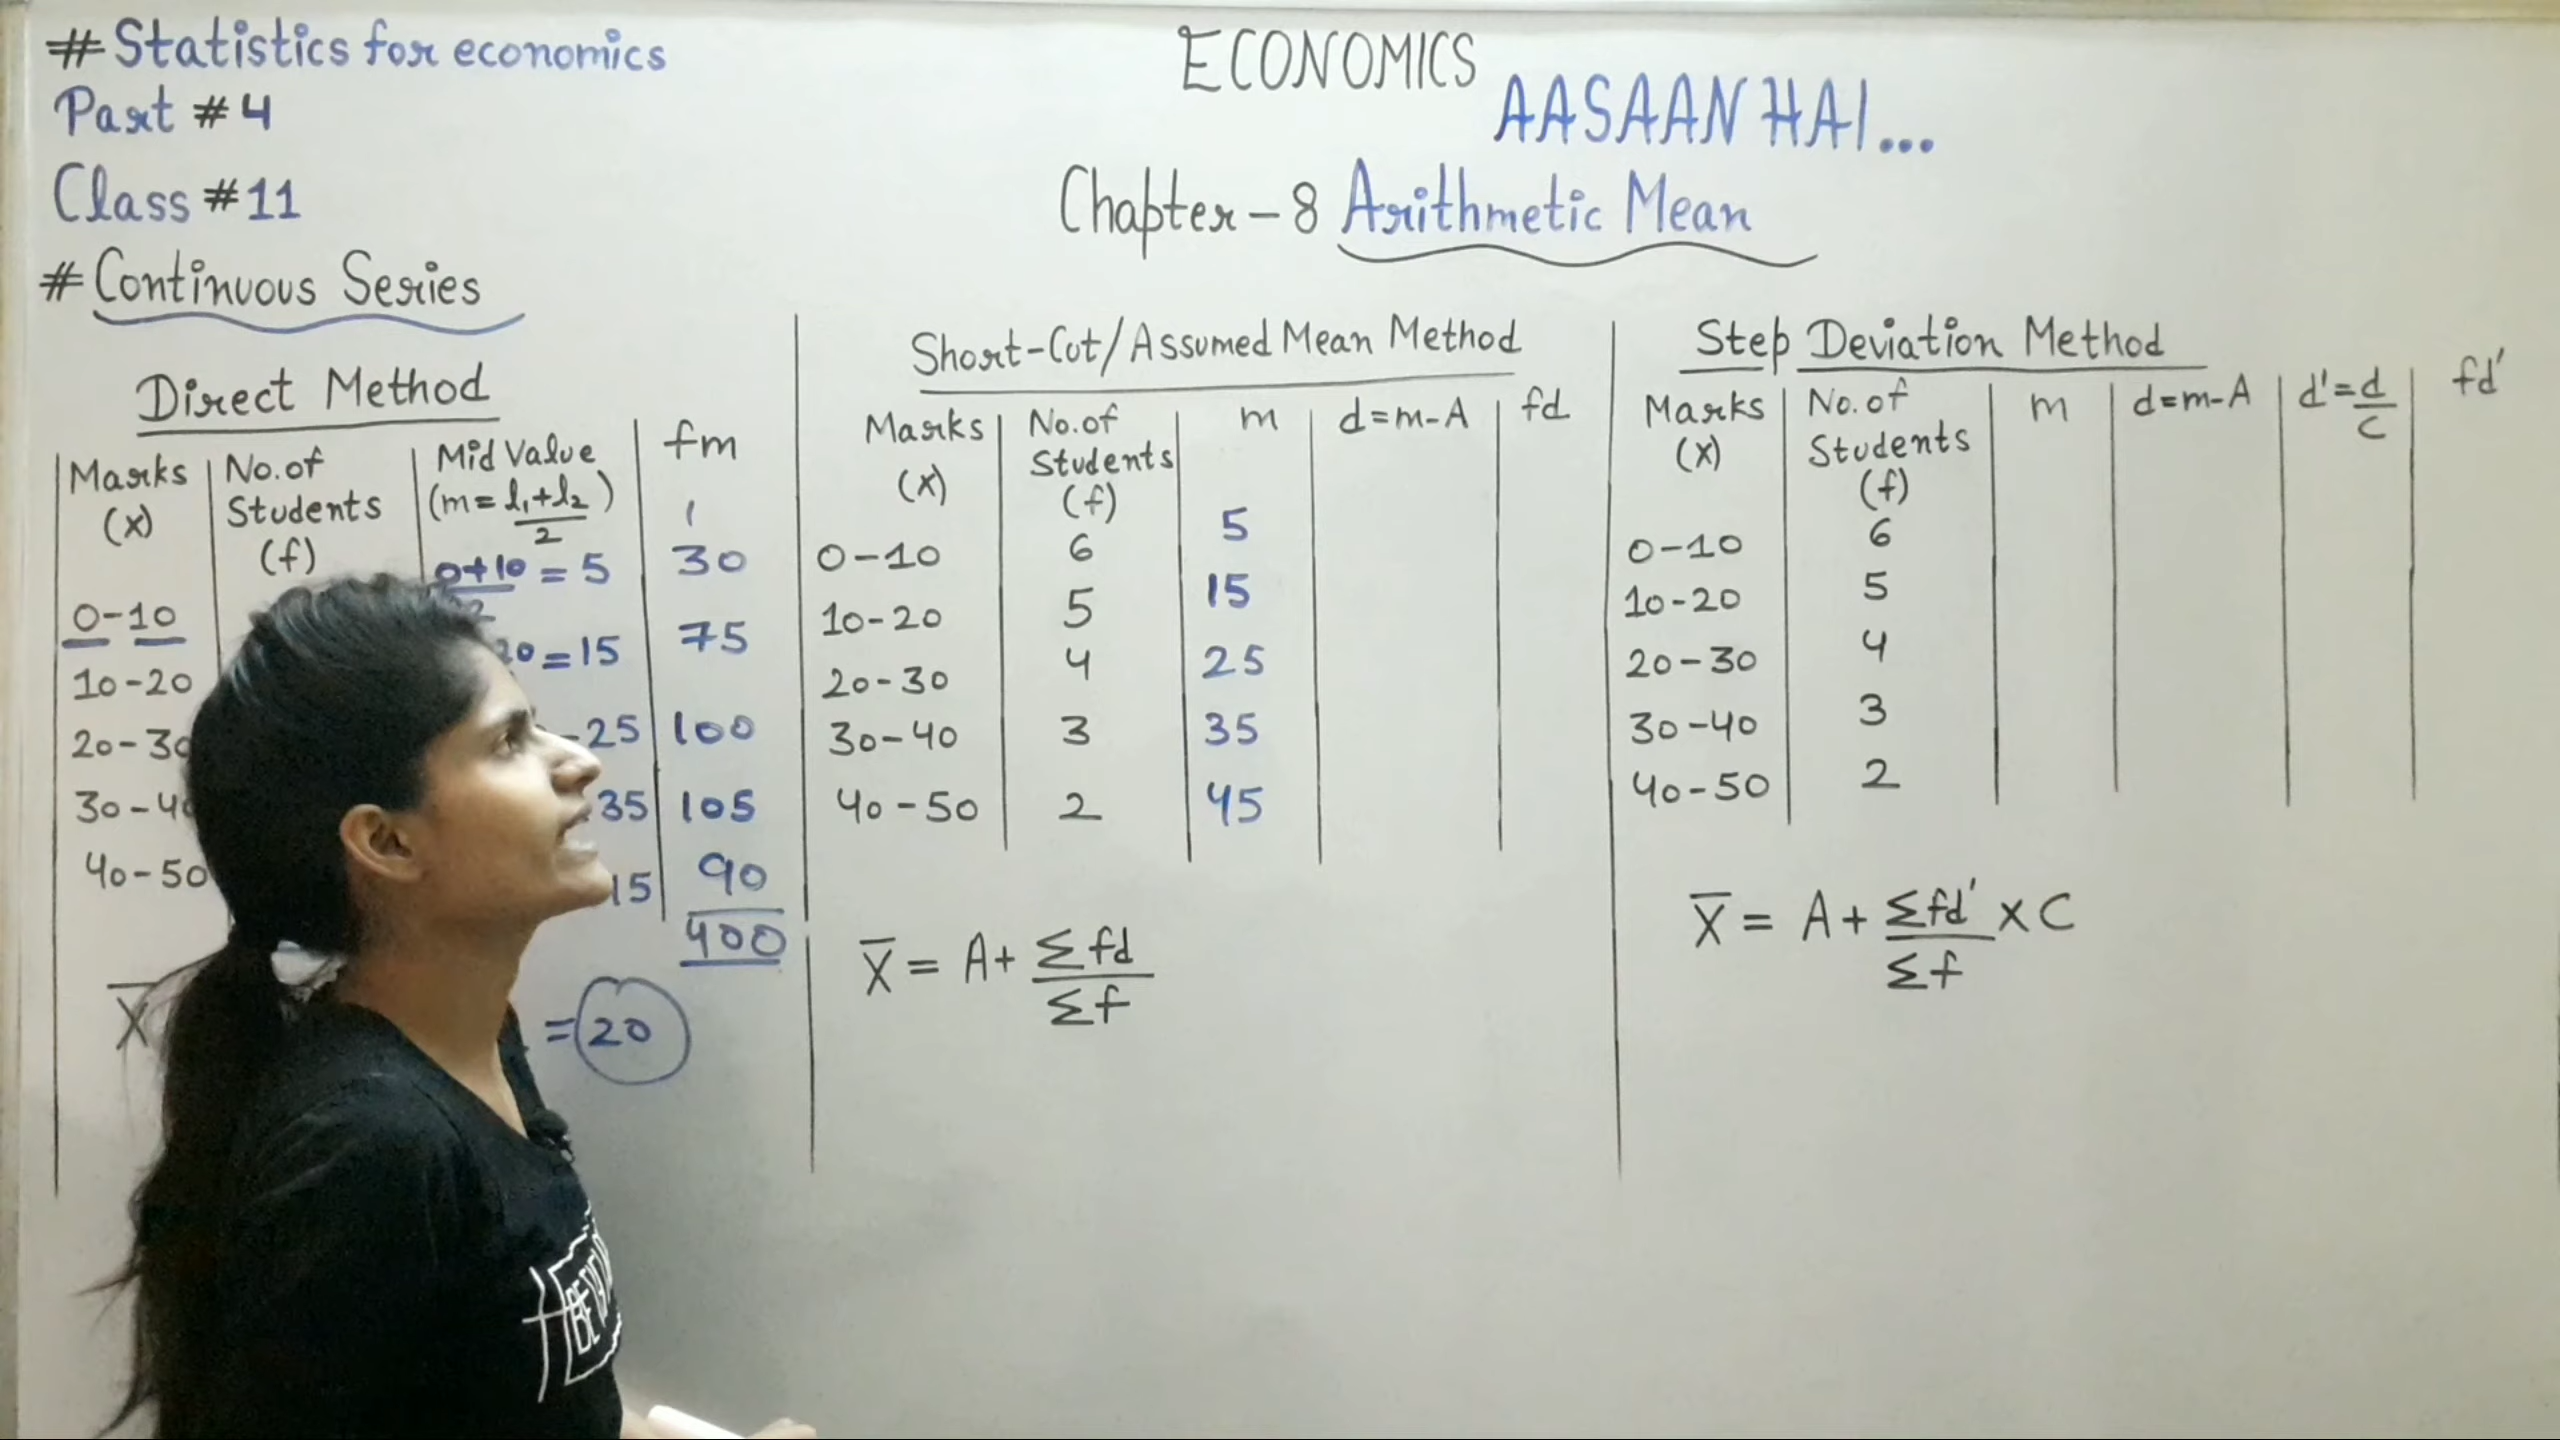 # Statistics for economics
Part # 4
Class # 11
# Continuous Series
ECONOMICS
AASAAN HAI...
Chapter - 8 Arithmetic Mean
Direct Method
Marks (x) | No. of Students (f) | Mid Value (m = l₁+l₂/2) | fm
0-10 0+10 = 5 30
10-20 20 = 15 75
20-30 25 100
30-40 35 105
40-50 90
400
X̄ = 20
Short-Cut/Assumed Mean Method
Marks (x) | No. of Students (f) | m | d=m-A | fd
0-10 6 5
10-20 5 15
20-30 4 25
30-40 3 35
40-50 2 45
X̄ = A + Σfd/Σf
Step Deviation Method
Marks (x) | No. of Students (f) | m | d=m-A | d'=d/c | fd'
0-10 6
10-20 5
20-30 4
30-40 3
40-50 2
X̄ = A + Σfd'/Σf × C